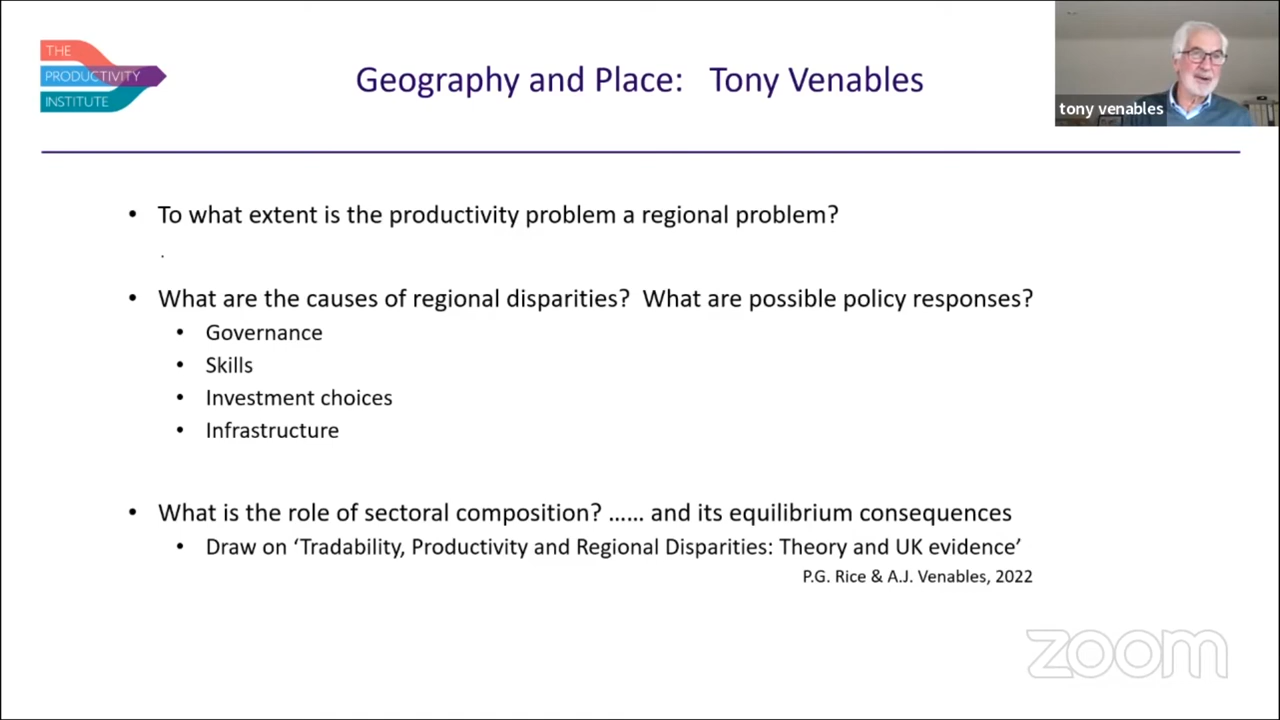 THE
PRODUCTIVITY
INSTITUTE
Geography and Place: Tony Venables
tony venables
• To what extent is the productivity problem a regional problem?
.
• What are the causes of regional disparities? What are possible policy responses?
• Governance
• Skills
• Investment choices
• Infrastructure
• What is the role of sectoral composition? …… and its equilibrium consequences
• Draw on ‘Tradability, Productivity and Regional Disparities: Theory and UK evidence’
P.G. Rice & A.J. Venables, 2022
zoom